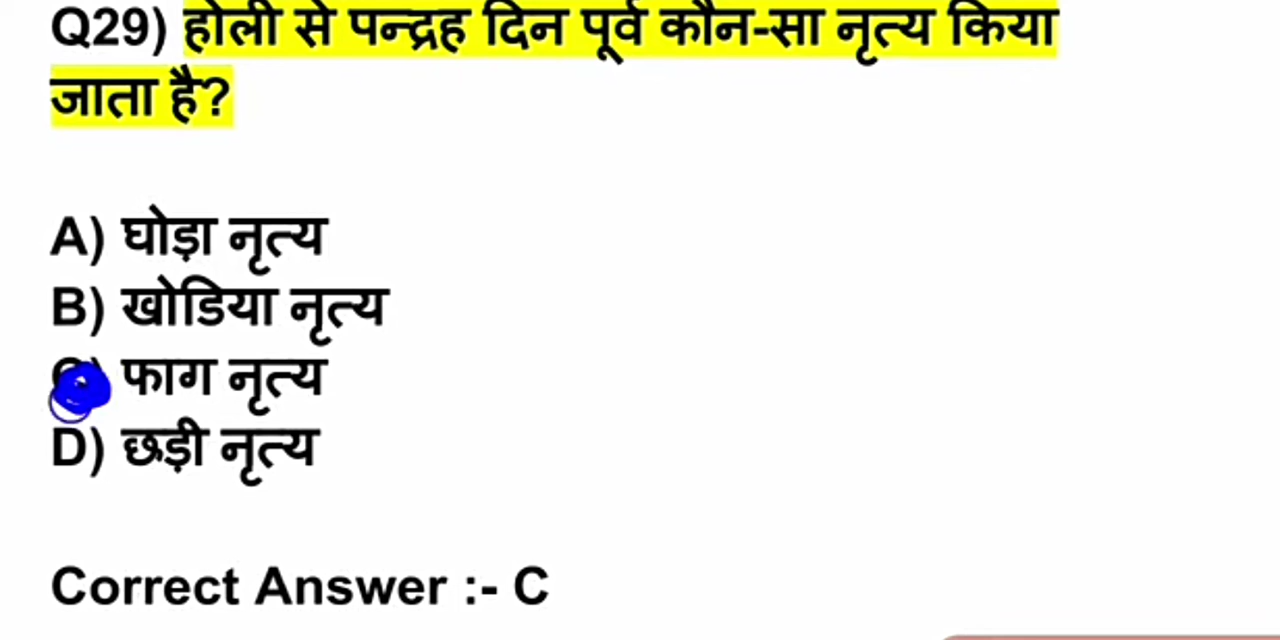 Q29) होली से पन्द्रह दिन पूर्व कौन-सा नृत्य किया
जाता है?
A) घोड़ा नृत्य
B) खोडिया नृत्य
C) फाग नृत्य
D) छड़ी नृत्य
Correct Answer :- C